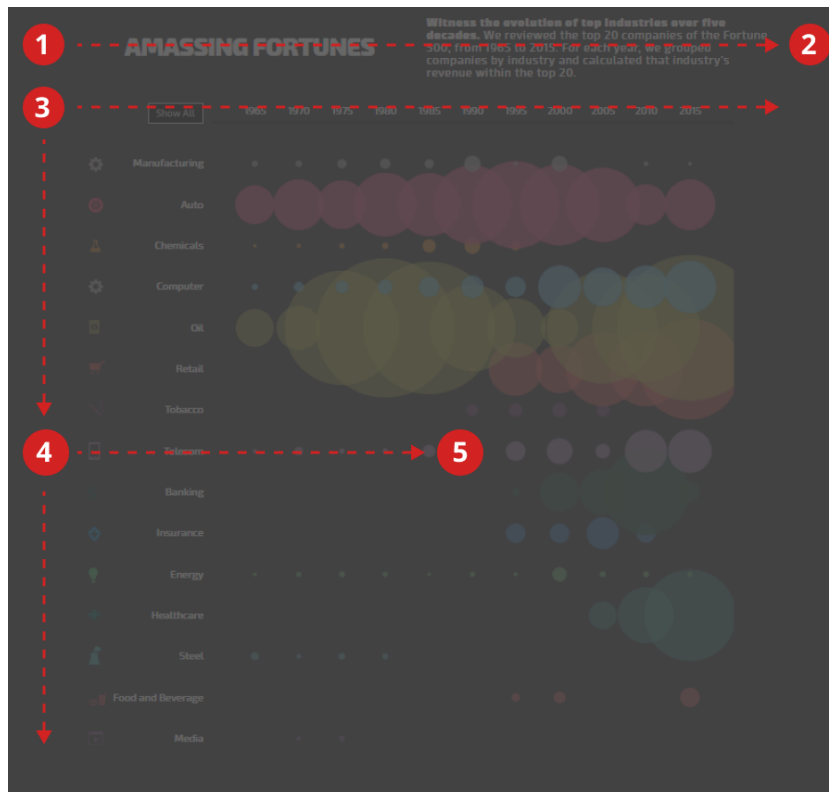 1
2
AMASSING FORTUNES
Witness the evolution of top industries over five
decades. We reviewed the top 20 companies of the Fortune
500, from 1965 to 2015. For each year, we grouped
companies by industry and calculated that industry's
revenue within the top 20.
3
Show All 1965 1970 1975 1980 1985 1990 1995 2000 2005 2010 2015
Manufacturing
Auto
Chemicals
Computer
Oil
Retail
Tobacco
4 Telecom 5
Banking
Insurance
Energy
Healthcare
Steel
Food and Beverage
Media